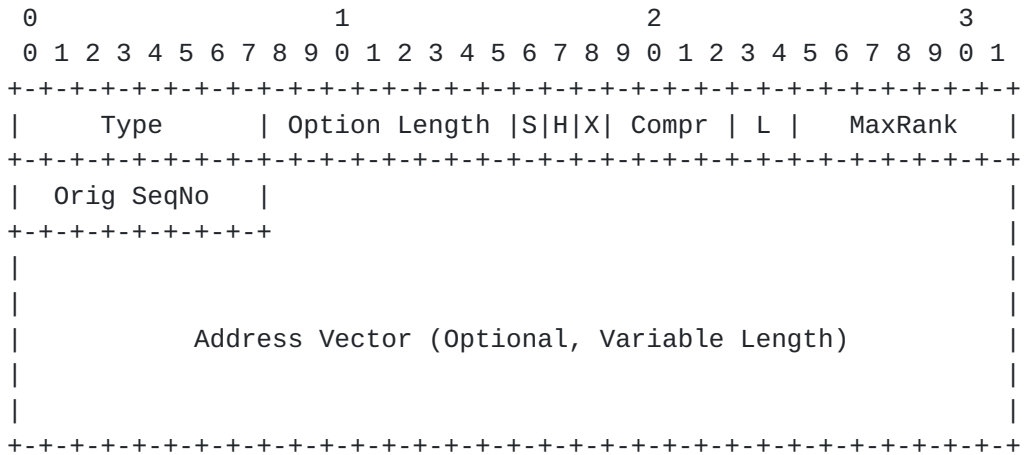 0                   1                   2                   3
 0 1 2 3 4 5 6 7 8 9 0 1 2 3 4 5 6 7 8 9 0 1 2 3 4 5 6 7 8 9 0 1
+-+-+-+-+-+-+-+-+-+-+-+-+-+-+-+-+-+-+-+-+-+-+-+-+-+-+-+-+-+-+-+-+
|     Type      | Option Length |S|H|X| Compr | L |   MaxRank   |
+-+-+-+-+-+-+-+-+-+-+-+-+-+-+-+-+-+-+-+-+-+-+-+-+-+-+-+-+-+-+-+-+
|  Orig SeqNo   |                                               |
+-+-+-+-+-+-+-+-+                                               |
|                                                               |
|                                                               |
|           Address Vector (Optional, Variable Length)          |
|                                                               |
|                                                               |
+-+-+-+-+-+-+-+-+-+-+-+-+-+-+-+-+-+-+-+-+-+-+-+-+-+-+-+-+-+-+-+-+